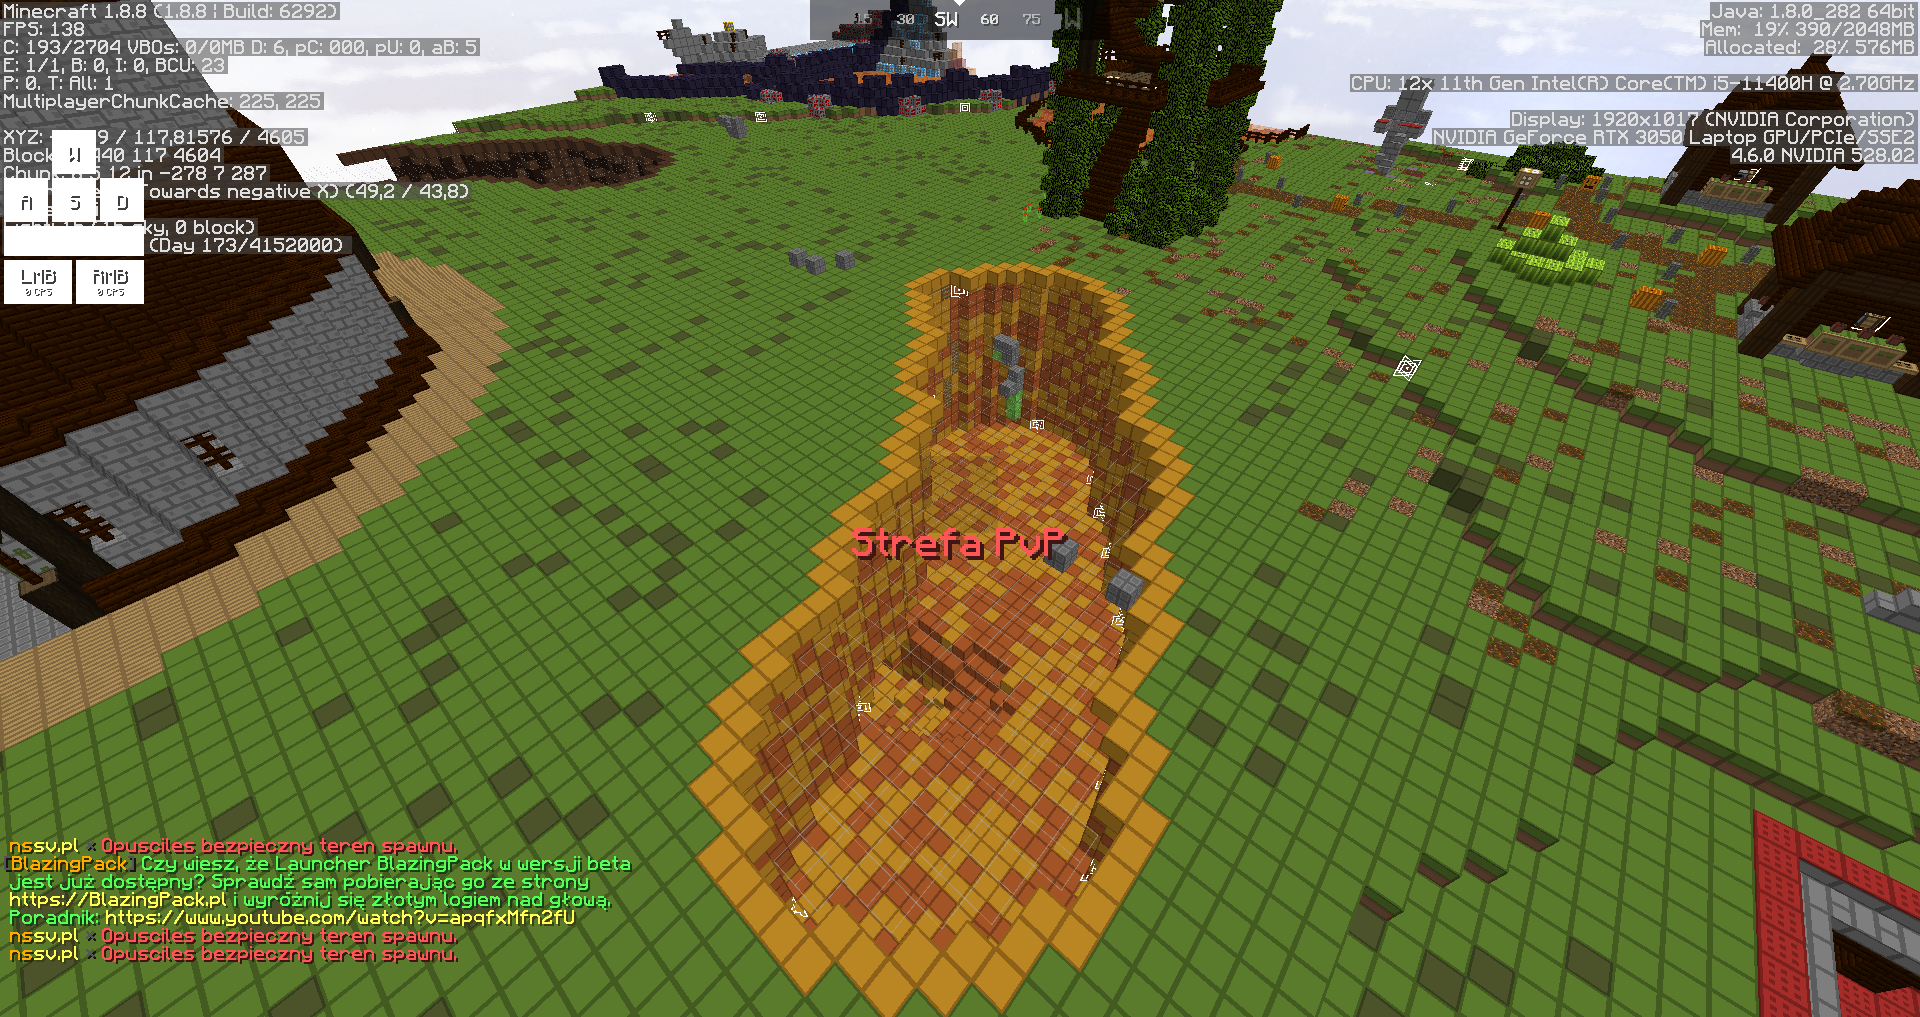 Minecraft 1.8.8 (1.8.8 | Build: 6292)
FPS: 138
C: 193/2704 VBOs: 0/0MB D: 6, pC: 000, pU: 0, aB: 5
E: 1/1, B: 0, I: 0, BCU: 23
P: 0. T: All: 1
MultiplayerChunkCache: 225, 225
XYZ: 9 / 117,81576 / 4605
Block 440 117 4604
Chunk 12 in -278 7 287
Towards negative X) (49,2 / 43,8)
ky, 0 block)
(Day 173/4152000)
W
A S D
LMB RMB
0 CPS 0 CPS
15 30 SW 60 75 W
Java: 1.8.0_282 64bit
Mem: 19% 390/2048MB
Allocated: 28% 576MB
CPU: 12x 11th Gen Intel(R) Core(TM) i5-11400H @ 2.70GHz
Display: 1920x1017 (NVIDIA Corporation)
NVIDIA GeForce RTX 3050 Laptop GPU/PCIe/SSE2
4.6.0 NVIDIA 528.02
Strefa PvP
nssv.pl × Opusciles bezpieczny teren spawnu.
[BlazingPack] Czy wiesz, że Launcher BlazingPack w wersji beta
jest już dostępny? Sprawdź sam pobierając go ze strony
https://BlazingPack.pl i wyróżnij się złotym logiem nad głową.
Poradnik: https://www.youtube.com/watch?v=apqfxMfn2fU
nssv.pl × Opusciles bezpieczny teren spawnu.
nssv.pl × Opusciles bezpieczny teren spawnu.